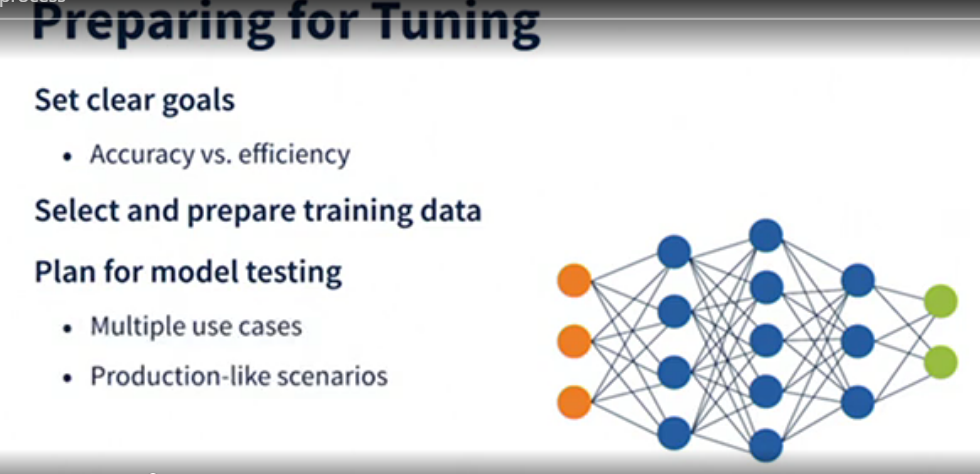 process
Preparing for Tuning
Set clear goals
• Accuracy vs. efficiency
Select and prepare training data
Plan for model testing
• Multiple use cases
• Production-like scenarios